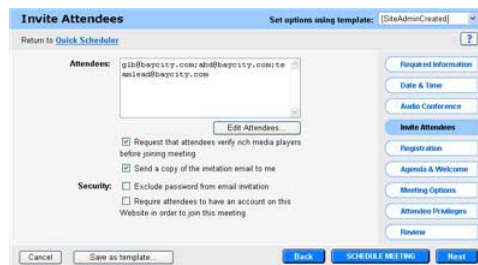 Invite Attendees
Set options using template: [SiteAdminCreated]
Return to Quick Scheduler
?
Attendees: glb@baycity.com;abd@baycity.com;te
amlead@baycity.com
Edit Attendees...
Request that attendees verify rich media players
before joining meeting
Send a copy of the invitation email to me
Security: Exclude password from email invitation
Require attendees to have an account on this
Website in order to join this meeting
Required Information
Date & Time
Audio Conference
Invite Attendees
Registration
Agenda & Welcome
Meeting Options
Attendee Privileges
Review
Cancel
Save as template...
Back
SCHEDULE MEETING
Next